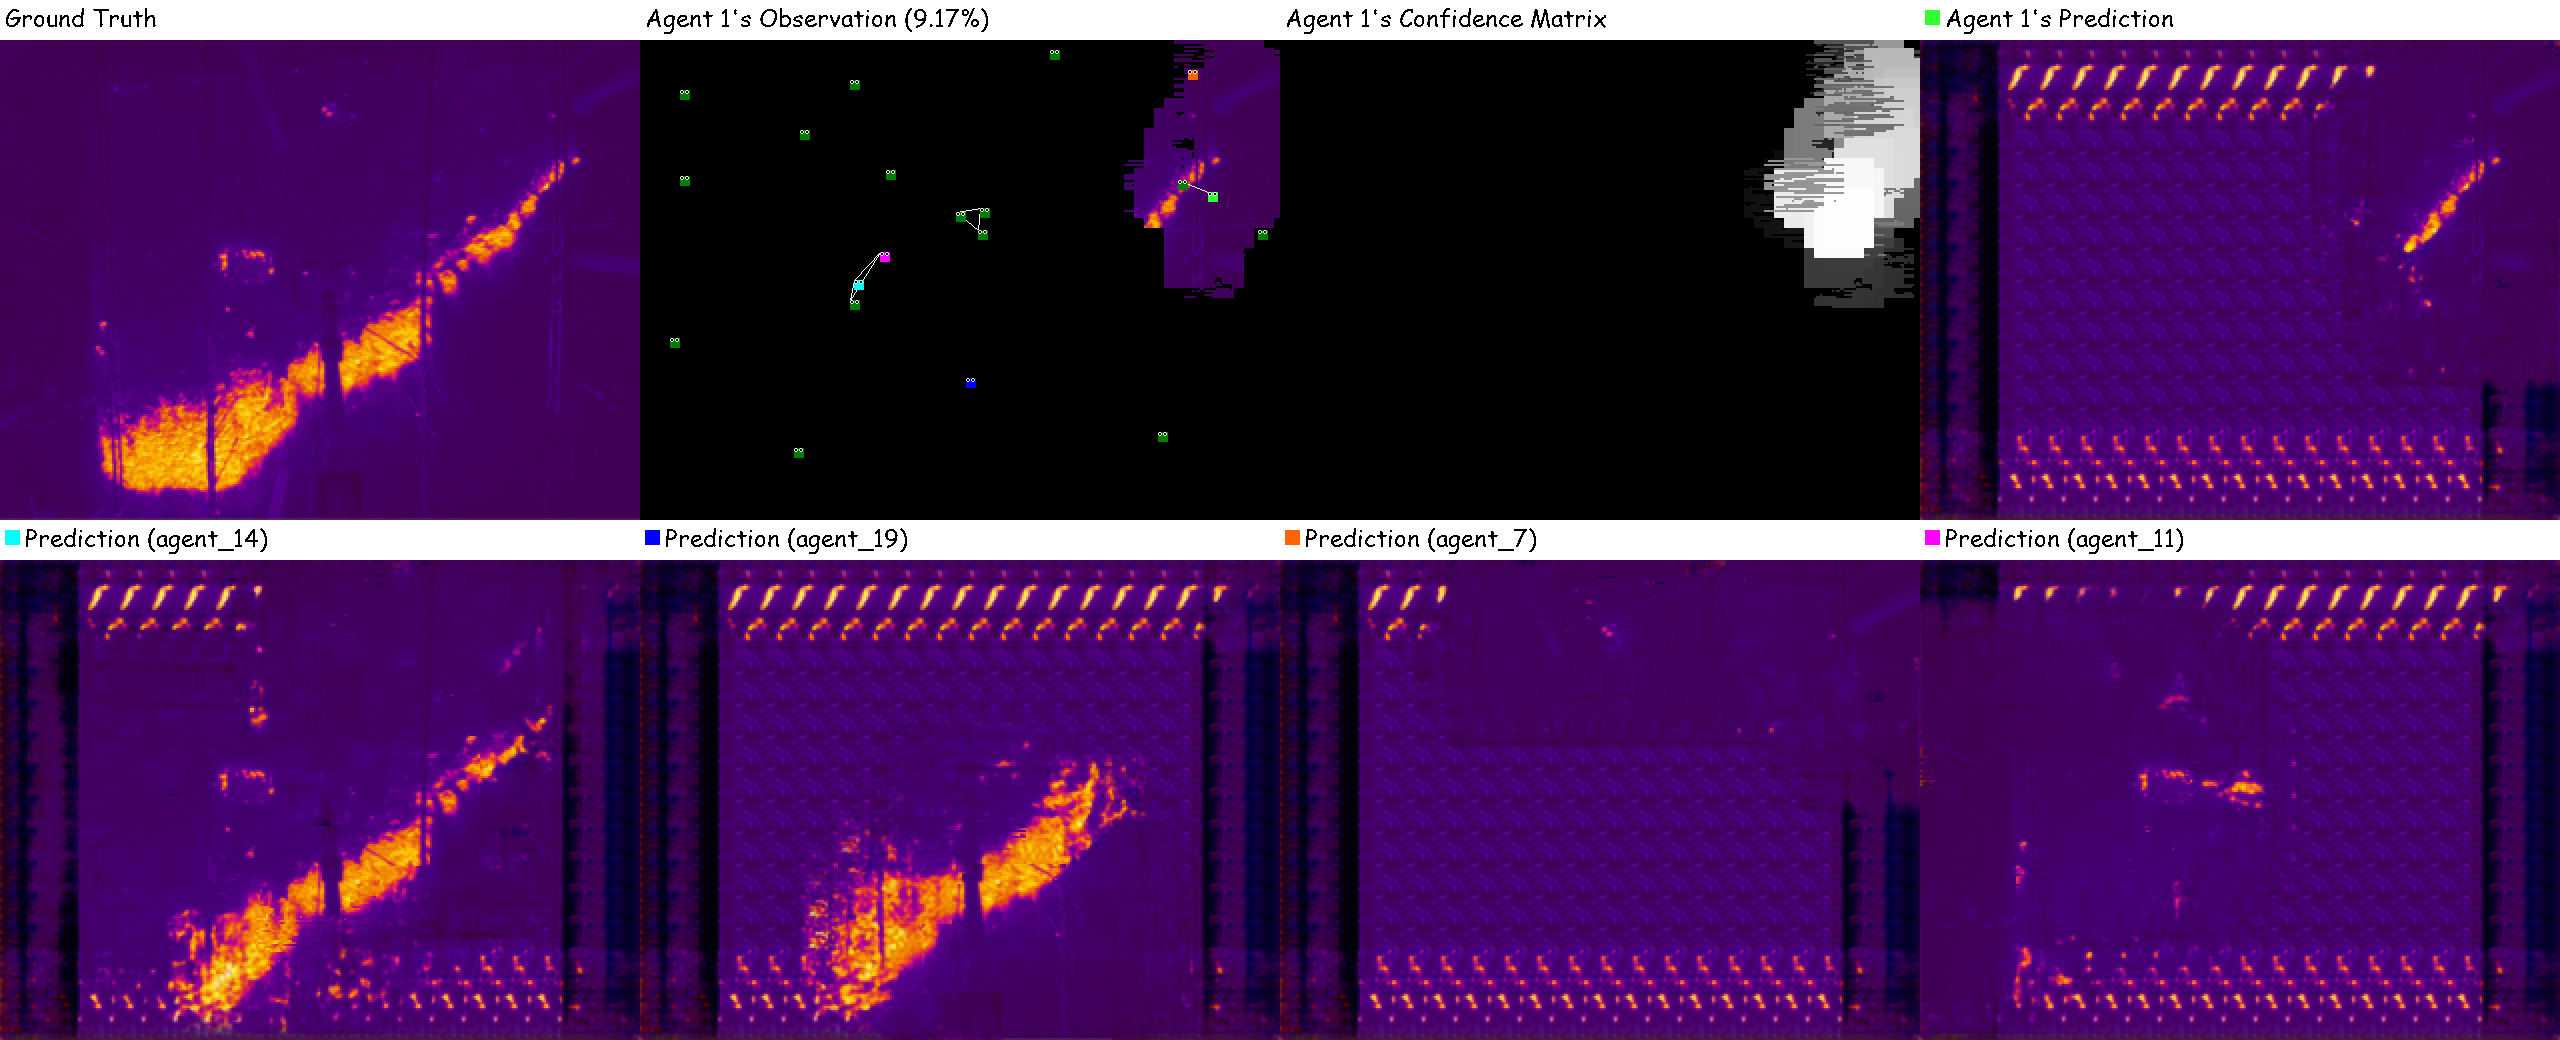 Ground Truth
Agent 1's Observation (9.17%)
Agent 1's Confidence Matrix
Agent 1's Prediction
Prediction (agent_14)
Prediction (agent_19)
Prediction (agent_7)
Prediction (agent_11)